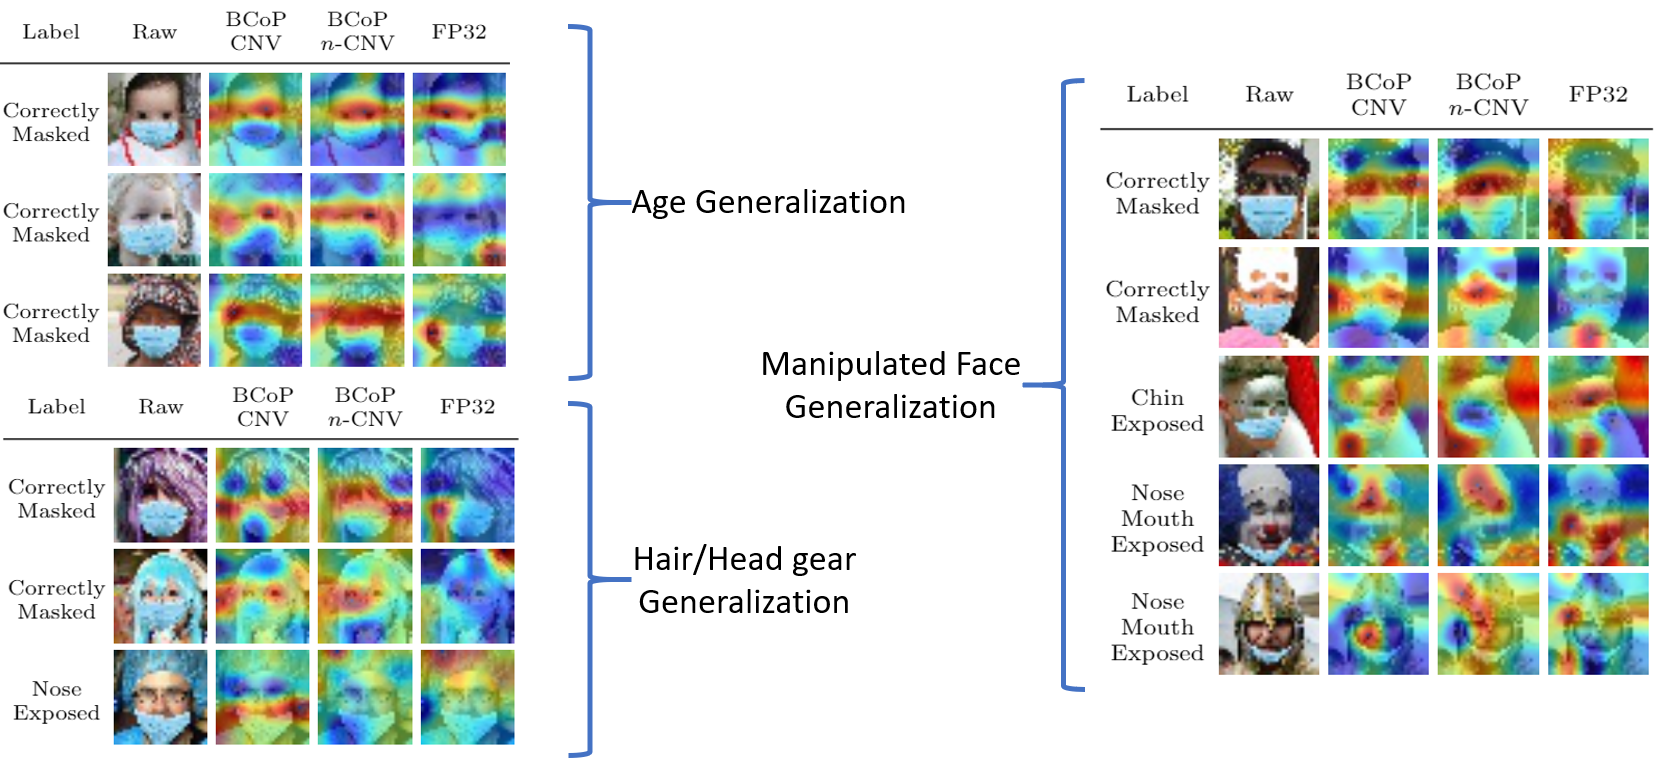 Label Raw BCoP CNV BCoP n-CNV FP32
Correctly
Masked
Correctly
Masked
Correctly
Masked
Age Generalization
Label Raw BCoP CNV BCoP n-CNV FP32
Correctly
Masked
Correctly
Masked
Nose
Exposed
Hair/Head gear
Generalization
Manipulated Face
Generalization
Label Raw BCoP CNV BCoP n-CNV FP32
Correctly
Masked
Correctly
Masked
Chin
Exposed
Nose
Mouth
Exposed
Nose
Mouth
Exposed